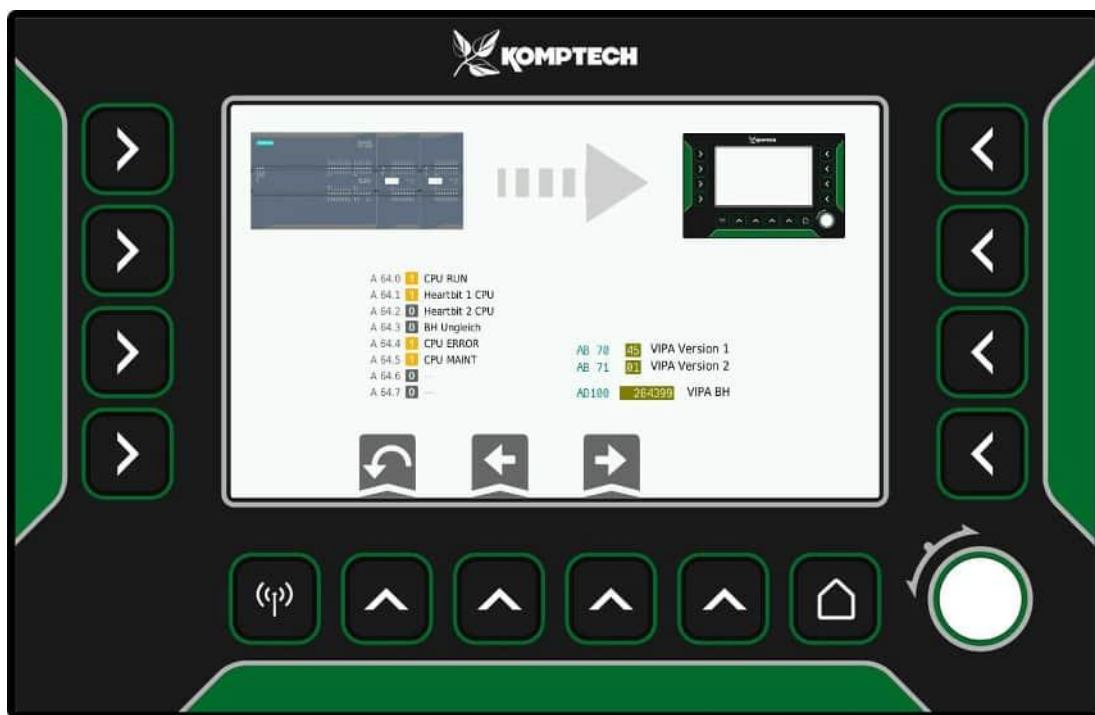 KOMPTECH
A 64.0 1 CPU RUN
A 64.1 1 Heartbit 1 CPU
A 64.2 0 Heartbit 2 CPU
A 64.3 0 BH Ungleich
A 64.4 1 CPU ERROR
A 64.5 1 CPU MAINT
A 64.6 0 ---
A 64.7 0 ---
AB 70 45 VIPA Version 1
AB 71 01 VIPA Version 2
AD100 264399 VIPA BH